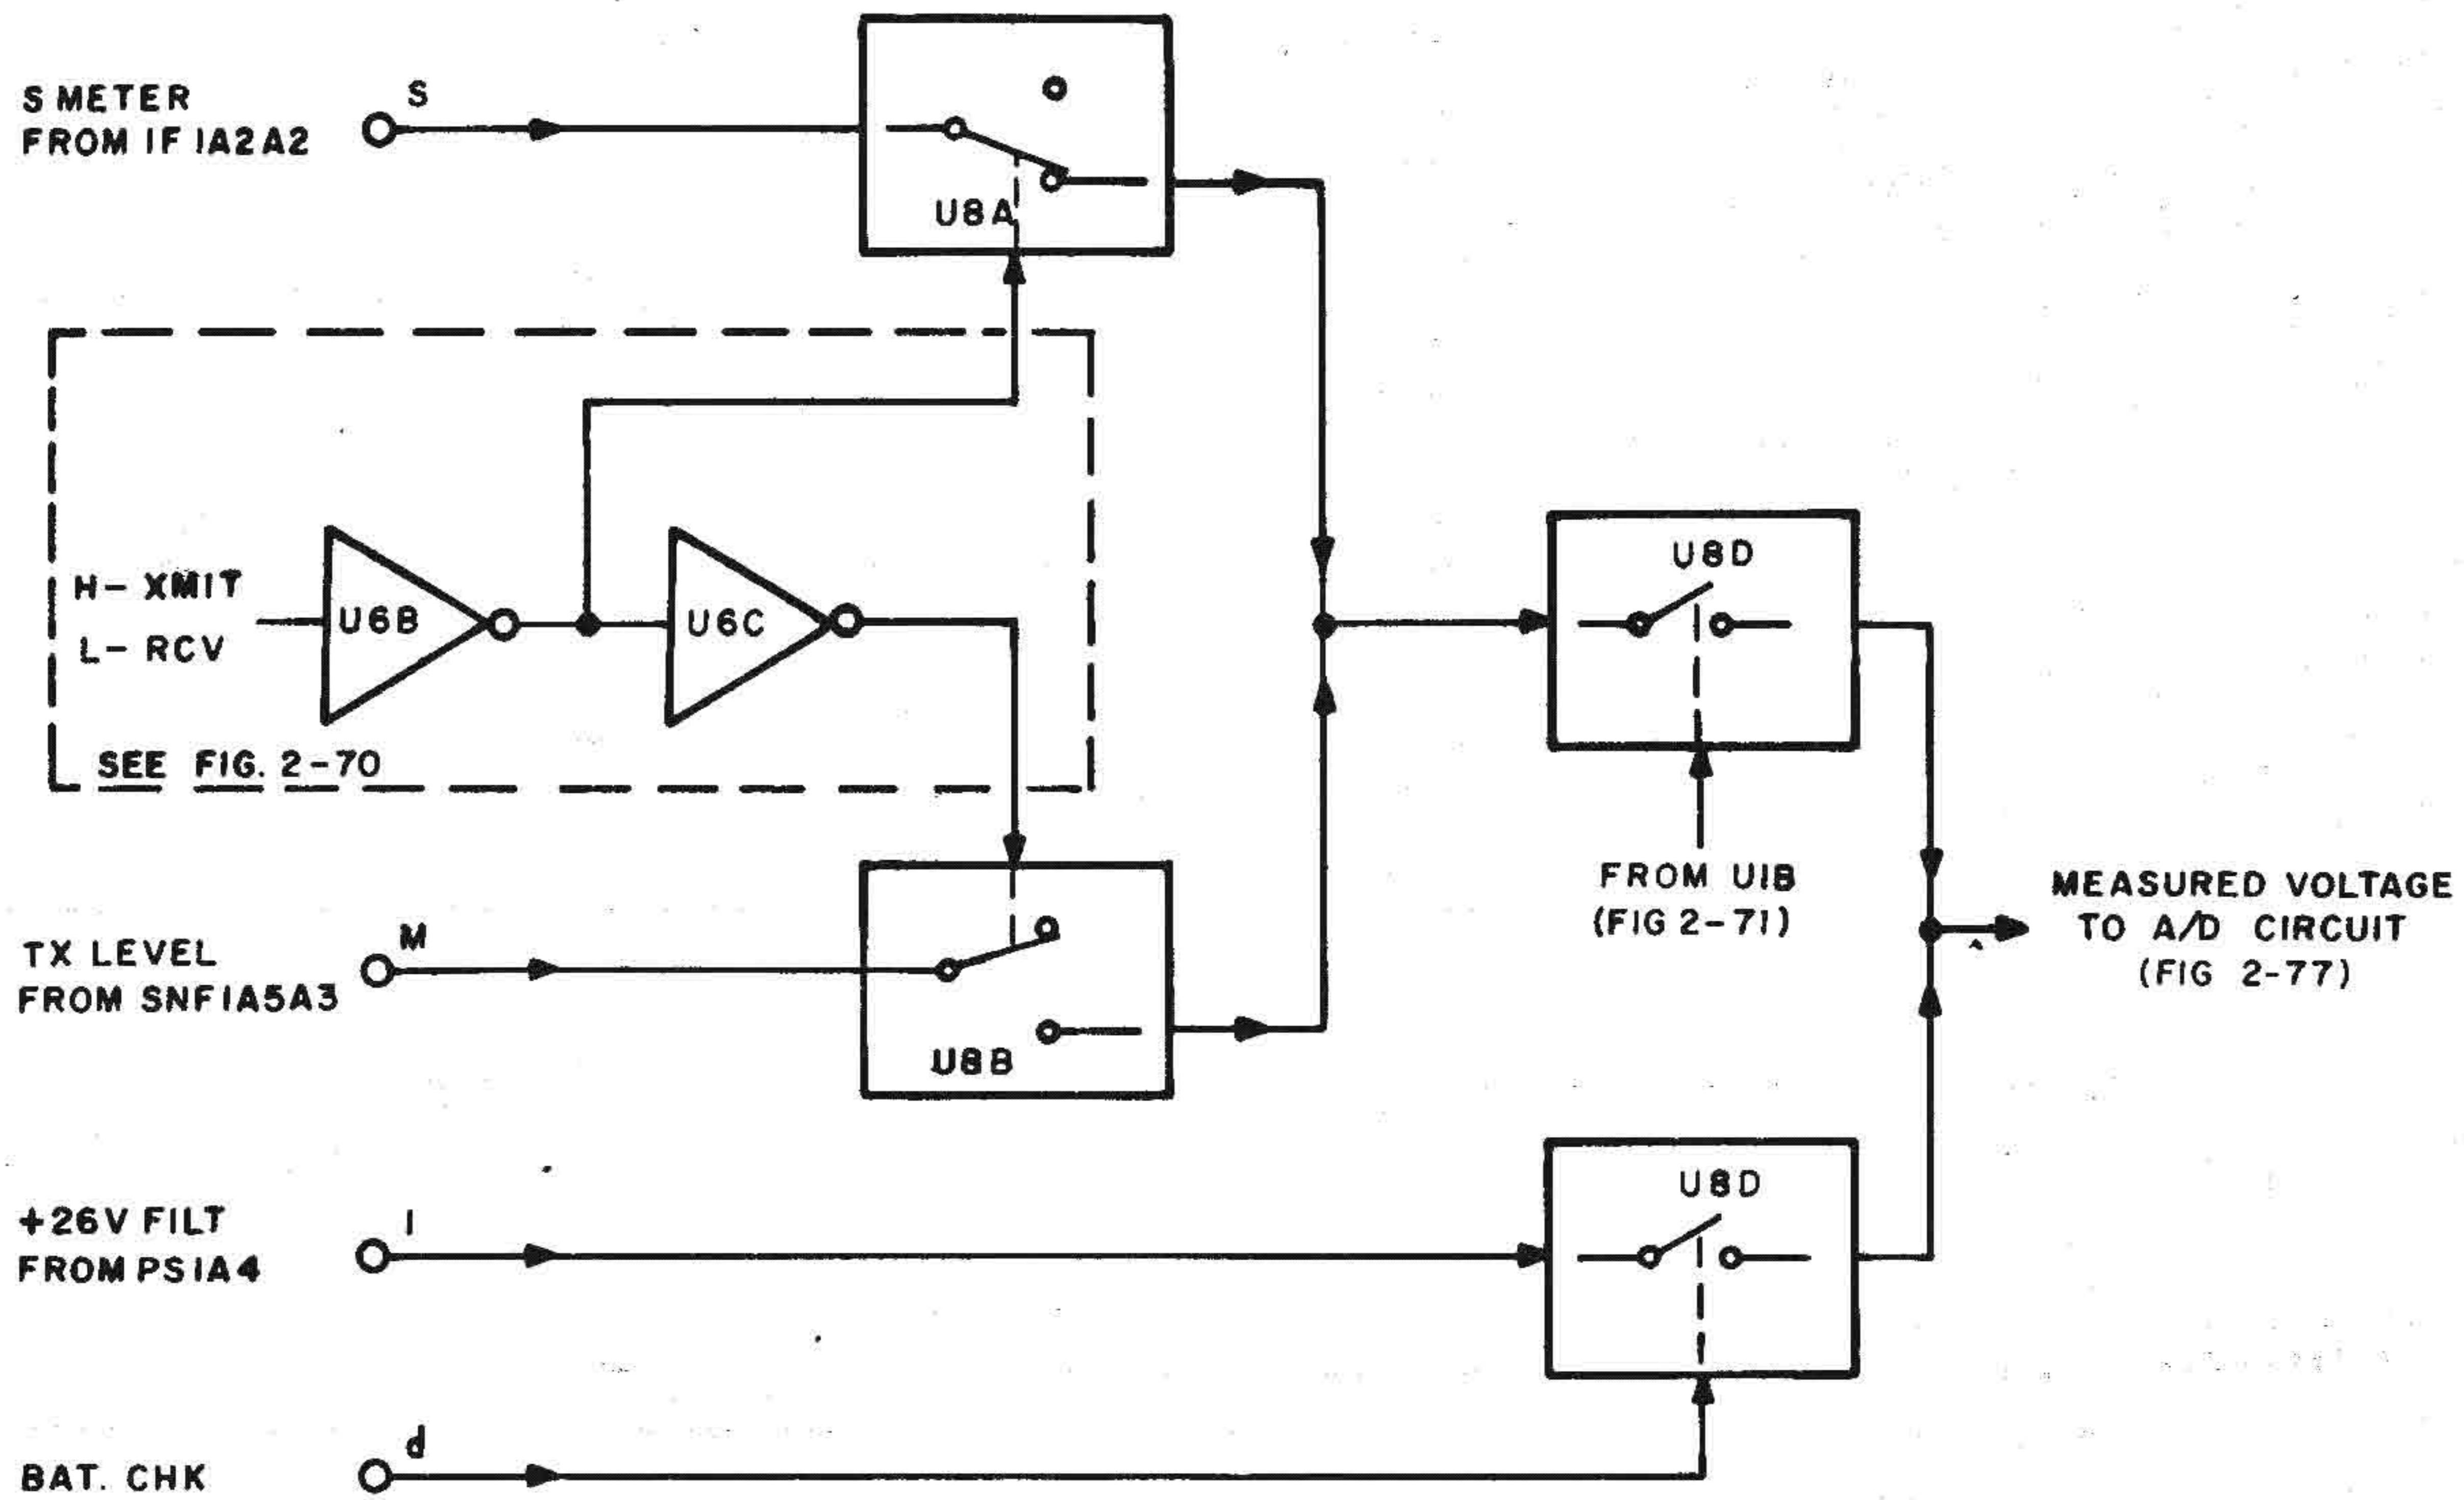 S METER
FROM IF 1A2A2
S
U8A
H- XMIT
L- RCV
U6B
U6C
SEE FIG. 2-70
U8D
FROM U1B
(FIG 2-71)
MEASURED VOLTAGE
TO A/D CIRCUIT
(FIG 2-77)
TX LEVEL
FROM SNF1A5A3
M
U8B
+26V FILT
FROM PS1A4
l
U8D
BAT. CHK
d